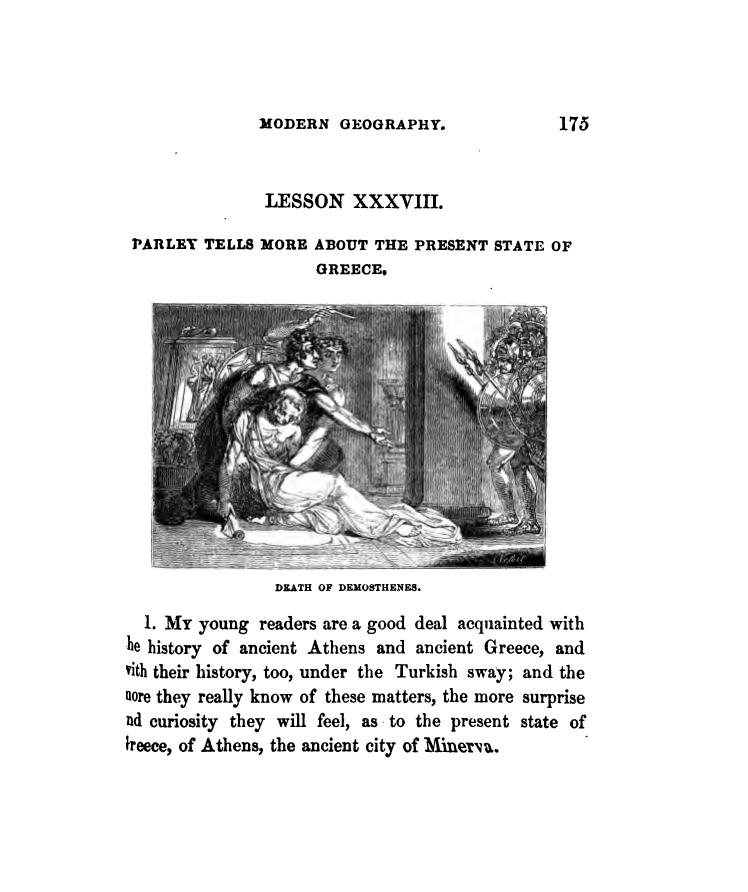 MODERN GEOGRAPHY. 175
LESSON XXXVIII.
PARLEY TELLS MORE ABOUT THE PRESENT STATE OF
GREECE.
DEATH OF DEMOSTHENES.
1. MY young readers are a good deal acquainted with
he history of ancient Athens and ancient Greece, and
with their history, too, under the Turkish sway; and the
more they really know of these matters, the more surprise
nd curiosity they will feel, as to the present state of
Greece, of Athens, the ancient city of Minerva.